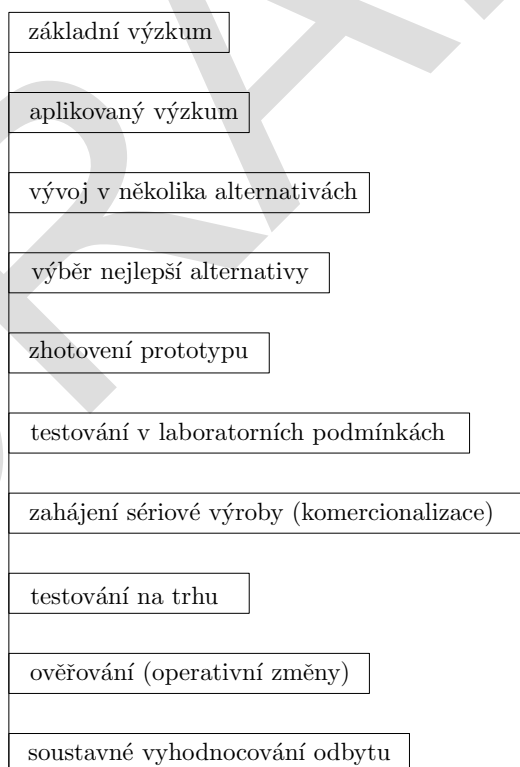 základní výzkum
aplikovaný výzkum
vývoj v několika alternativách
výběr nejlepší alternativy
zhotovení prototypu
testování v laboratorních podmínkách
zahájení sériové výroby (komercionalizace)
testování na trhu
ověřování (operativní změny)
soustavné vyhodnocování odbytu